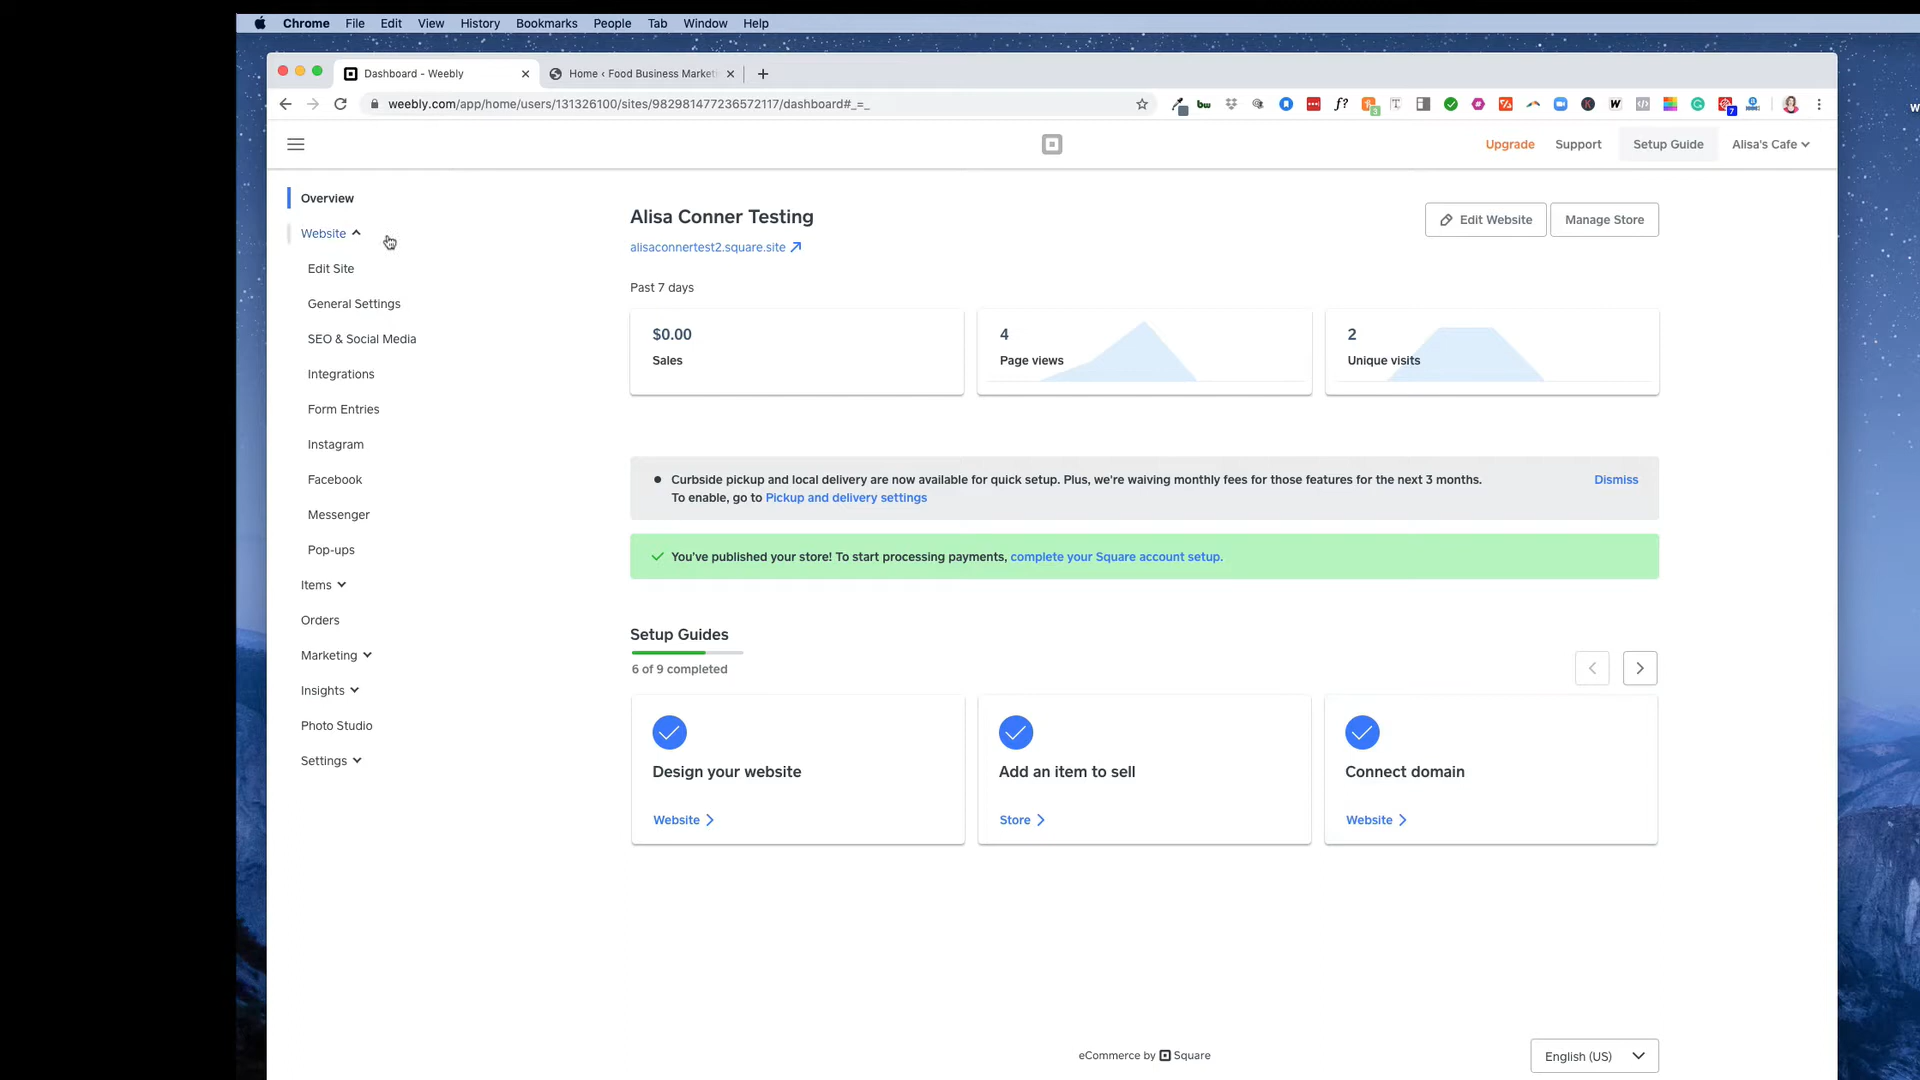 Chrome File Edit View History Bookmarks People Tab Window Help
Dashboard - Weebly
Home ‹ Food Business Market
weebly.com/app/home/users/131326100/sites/982981477236572117/dashboard#_=_
Upgrade Support Setup Guide Alisa's Cafe
Overview
Website
Edit Site
General Settings
SEO & Social Media
Integrations
Form Entries
Instagram
Facebook
Messenger
Pop-ups
Items
Orders
Marketing
Insights
Photo Studio
Settings
Alisa Conner Testing
Edit Website
Manage Store
alisaconnertest2.square.site
Past 7 days
$0.00
Sales
4
Page views
2
Unique visits
Curbside pickup and local delivery are now available for quick setup. Plus, we're waiving monthly fees for those features for the next 3 months.
To enable, go to Pickup and delivery settings
Dismiss
You've published your store! To start processing payments, complete your Square account setup.
Setup Guides
6 of 9 completed
Design your website
Website
Add an item to sell
Store
Connect domain
Website
eCommerce by Square
English (US)